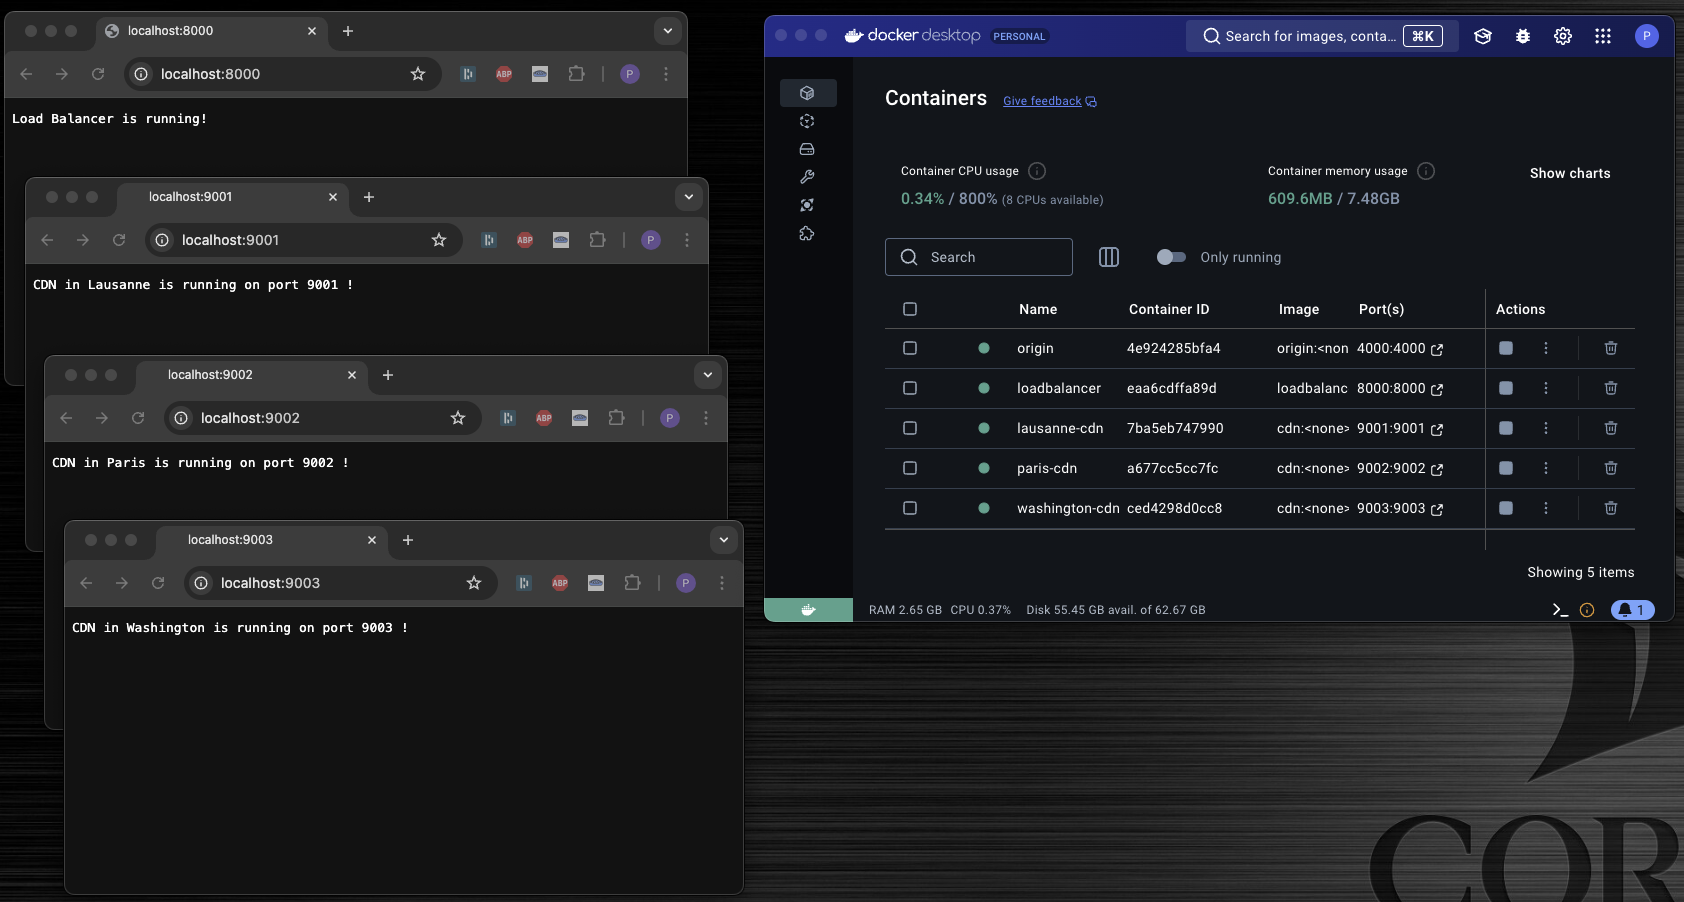 localhost:8000
localhost:8000
ABP
P
Load Balancer is running!
localhost:9001
localhost:9001
ABP
P
CDN in Lausanne is running on port 9001 !
localhost:9002
localhost:9002
ABP
P
CDN in Paris is running on port 9002 !
localhost:9003
localhost:9003
ABP
P
CDN in Washington is running on port 9003 !
docker desktop PERSONAL
Search for images, conta... ⌘K
P
Containers Give feedback
Container CPU usage
0.34% / 800% (8 CPUs available)
Container memory usage
609.6MB / 7.48GB
Show charts
Search
Only running
Name Container ID Image Port(s) Actions
origin 4e924285bfa4 origin:<non 4000:4000
loadbalancer eaa6cdffa89d loadbalanc 8000:8000
lausanne-cdn 7ba5eb747990 cdn:<none> 9001:9001
paris-cdn a677cc5cc7fc cdn:<none> 9002:9002
washington-cdn ced4298d0cc8 cdn:<none> 9003:9003
Showing 5 items
RAM 2.65 GB CPU 0.37% Disk 55.45 GB avail. of 62.67 GB
1
COR